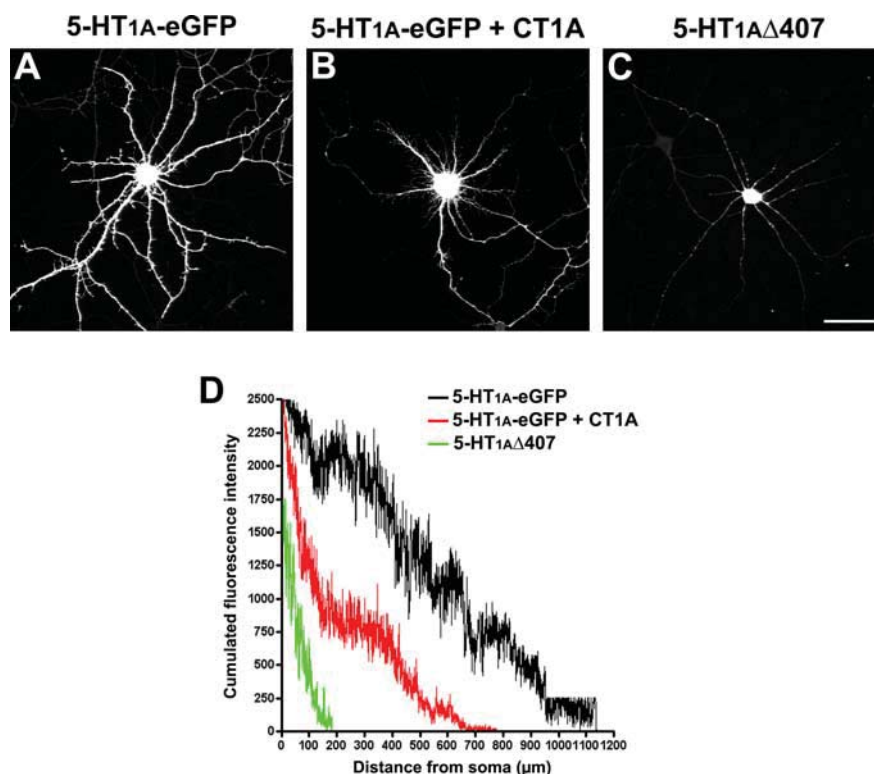 5-HT1A-eGFP
5-HT1A-eGFP + CT1A
5-HT1AΔ407
A
B
C
D
5-HT1A-eGFP
5-HT1A-eGFP + CT1A
5-HT1AΔ407
Cumulated fluorescence intensity
2500
2250
2000
1750
1500
1250
1000
750
500
250
0
0 100 200 300 400 500 600 700 800 900 1000 1100 1200
Distance from soma (μm)